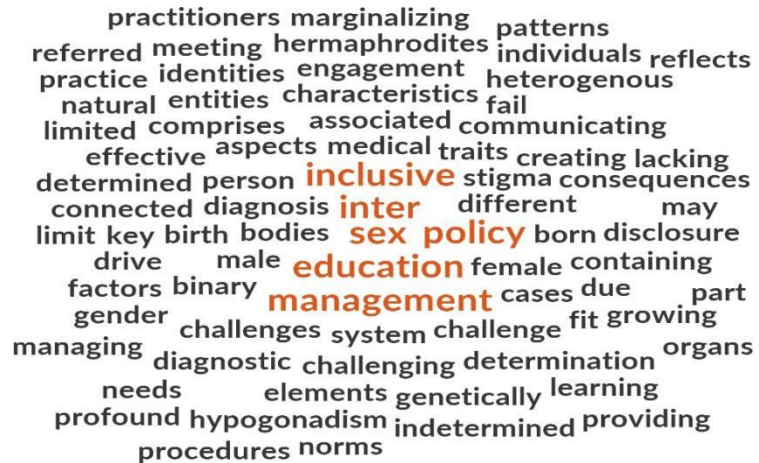 practitioners marginalizing patterns
referred meeting hermaphrodites individuals reflects
practice identities engagement heterogenous
natural entities characteristics fail
limited comprises associated communicating
effective aspects medical traits creating lacking
determined person inclusive stigma consequences
connected diagnosis inter different may
limit key birth bodies sex policy born disclosure
drive male education female containing
factors binary management cases due part
gender challenges system challenge fit growing
managing diagnostic challenging determination organs
needs elements genetically learning
profound hypogonadism indetermined providing
procedures norms